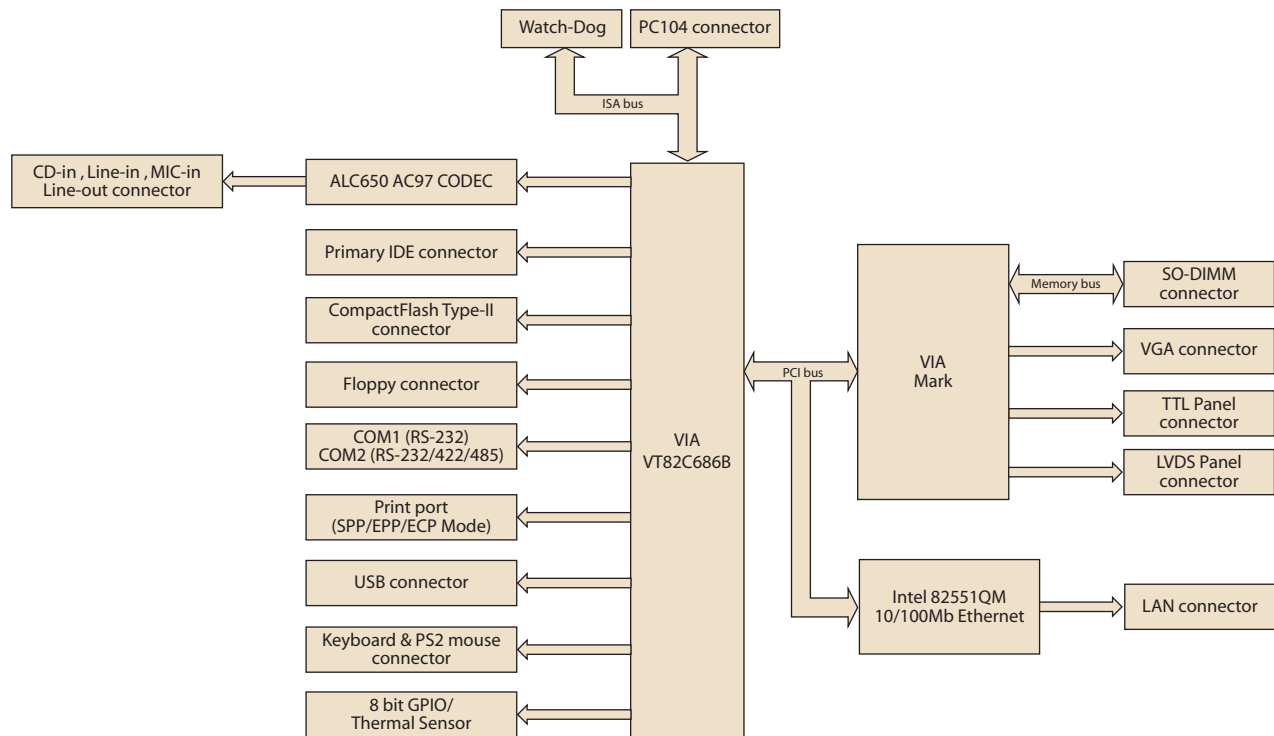 Watch-Dog
PC104 connector
ISA bus
CD-in , Line-in , MIC-in
Line-out connector
ALC650 AC97 CODEC
Primary IDE connector
CompactFlash Type-II
connector
Floppy connector
COM1 (RS-232)
COM2 (RS-232/422/485)
Print port
(SPP/EPP/ECP Mode)
USB connector
Keyboard & PS2 mouse
connector
8 bit GPIO/
Thermal Sensor
VIA
VT82C686B
PCI bus
VIA
Mark
Memory bus
SO-DIMM
connector
VGA connector
TTL Panel
connector
LVDS Panel
connector
Intel 82551QM
10/100Mb Ethernet
LAN connector